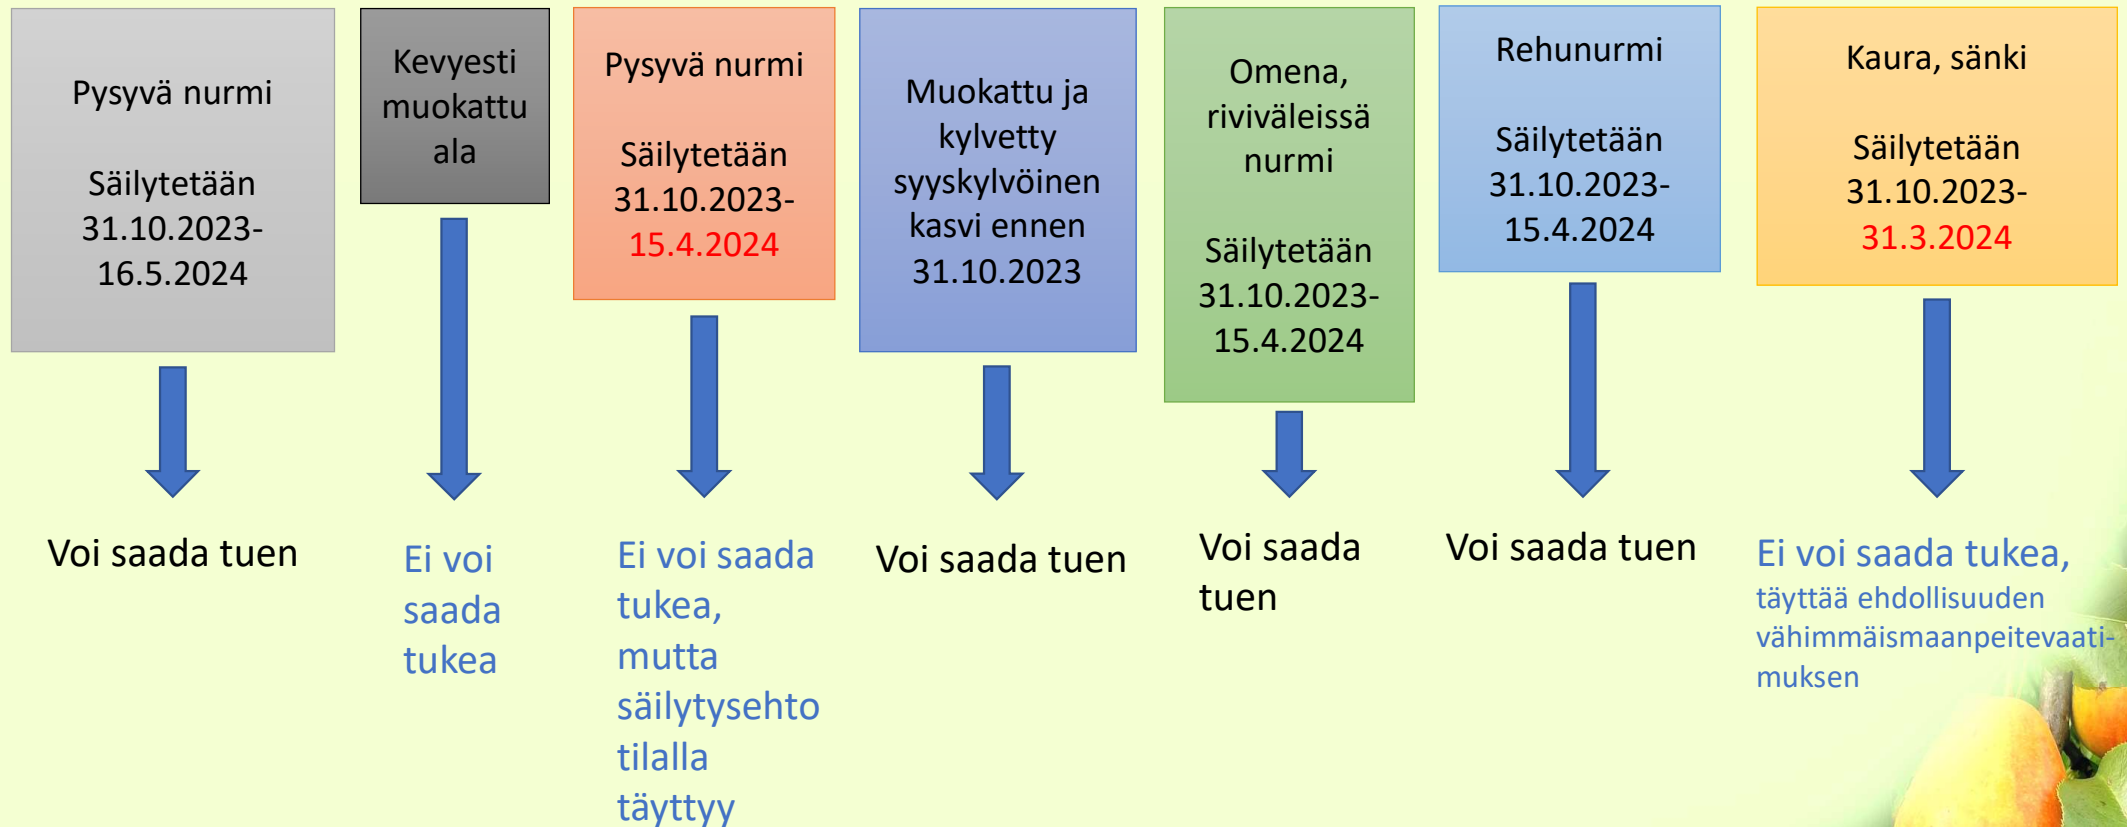 Pysyvä nurmi
Säilytetään
31.10.2023-
16.5.2024
Kevyesti
muokattu
ala
Pysyvä nurmi
Säilytetään
31.10.2023-
15.4.2024
Muokattu ja
kylvetty
syyskylvöinen
kasvi ennen
31.10.2023
Omena,
riviväleissä
nurmi
Säilytetään
31.10.2023-
15.4.2024
Rehunurmi
Säilytetään
31.10.2023-
15.4.2024
Kaura, sänki
Säilytetään
31.10.2023-
31.3.2024
Voi saada tuen
Ei voi
saada
tukea
Ei voi saada
tukea,
mutta
säilytysehto
tilalla
täyttyy
Voi saada tuen
Voi saada
tuen
Voi saada tuen
Ei voi saada tukea,
täyttää ehdollisuuden
vähimmäismaanpeitevaati-
muksen